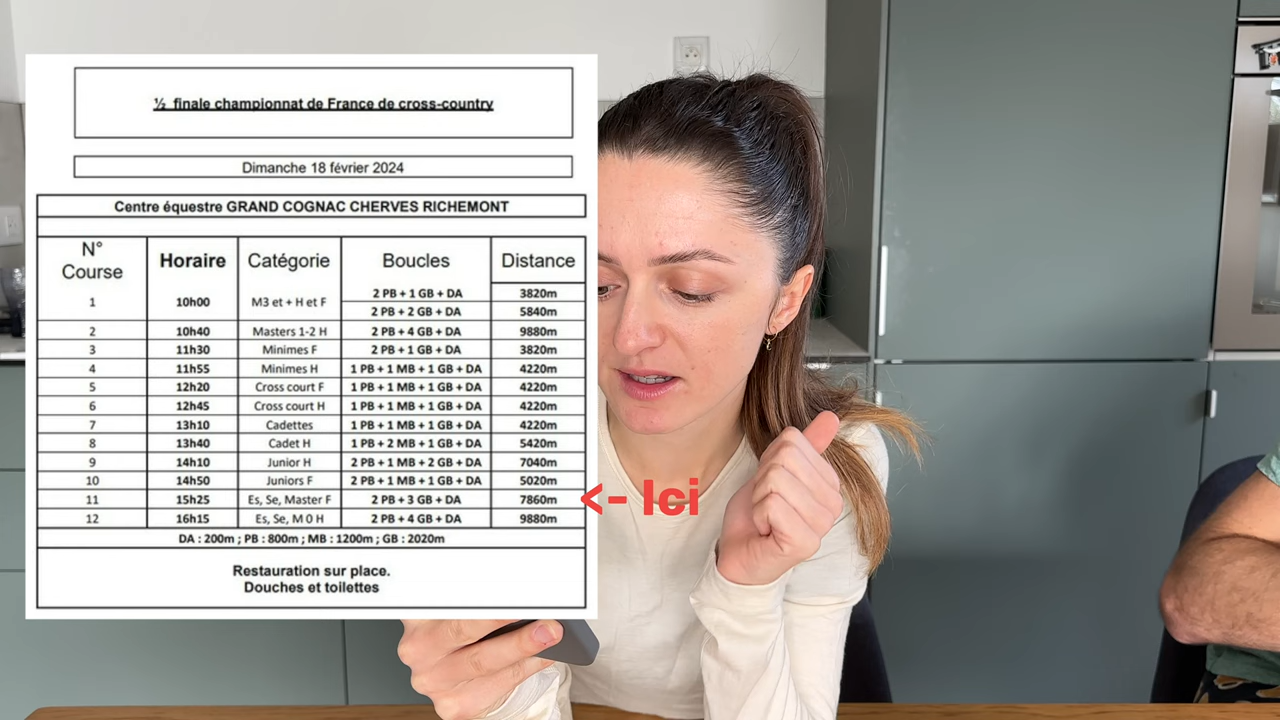 ½ finale championnat de France de cross-country
Dimanche 18 février 2024
Centre équestre GRAND COGNAC CHERVES RICHEMONT
N° Course Horaire Catégorie Boucles Distance
1 10h00 M3 et + H et F 2 PB + 1 GB + DA 3820m
2 PB + 2 GB + DA 5840m
2 10h40 Masters 1-2 H 2 PB + 4 GB + DA 9880m
3 11h30 Minimes F 2 PB + 1 GB + DA 3820m
4 11h55 Minimes H 1 PB + 1 MB + 1 GB + DA 4220m
5 12h20 Cross court F 1 PB + 1 MB + 1 GB + DA 4220m
6 12h45 Cross court H 1 PB + 1 MB + 1 GB + DA 4220m
7 13h10 Cadettes 1 PB + 1 MB + 1 GB + DA 4220m
8 13h40 Cadet H 1 PB + 2 MB + 1 GB + DA 5420m
9 14h10 Junior H 2 PB + 1 MB + 2 GB + DA 7040m
10 14h50 Juniors F 2 PB + 1 MB + 1 GB + DA 5020m
11 15h25 Es, Se, Master F 2 PB + 3 GB + DA 7860m <- Ici
12 16h15 Es, Se, M 0 H 2 PB + 4 GB + DA 9880m
DA : 200m ; PB : 800m ; MB : 1200m ; GB : 2020m
Restauration sur place.
Douches et toilettes